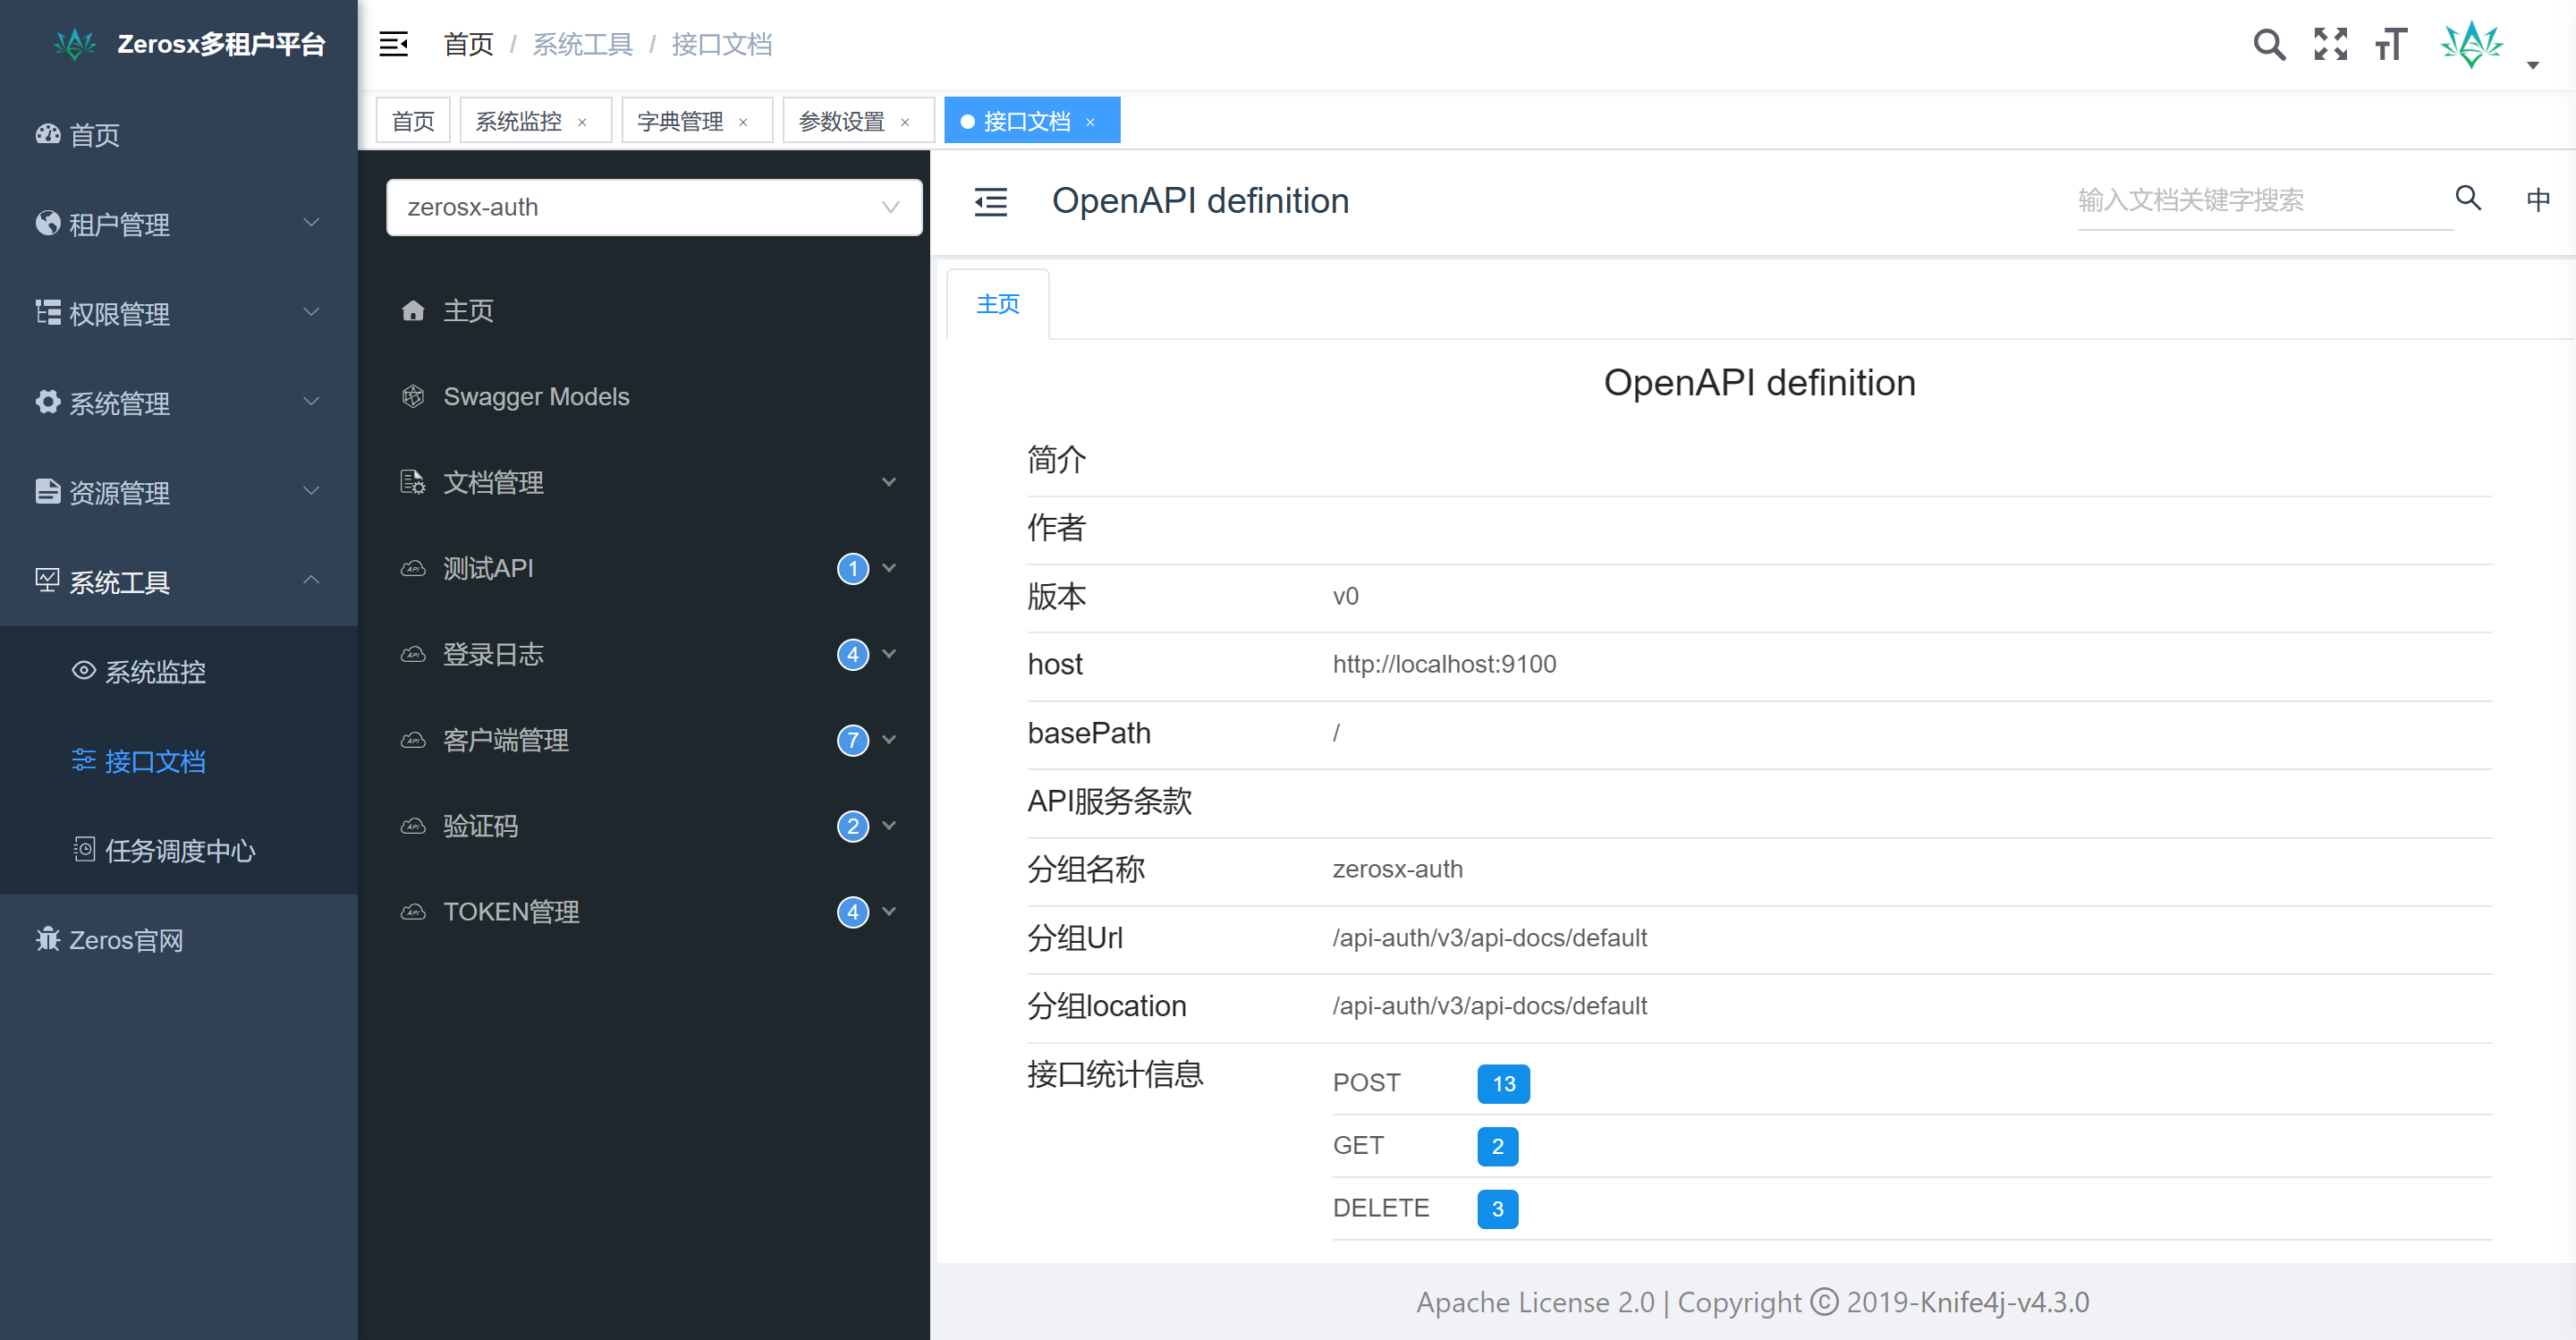 Zerosx多租户平台
首页
租户管理
权限管理
系统管理
资源管理
系统工具
系统监控
接口文档
任务调度中心
Zeros官网
首页 / 系统工具 / 接口文档
首页 系统监控 × 字典管理 × 参数设置 × 接口文档 ×
zerosx-auth
主页
Swagger Models
文档管理
测试API 1
登录日志 4
客户端管理 7
验证码 2
TOKEN管理 4
OpenAPI definition 输入文档关键字搜索 中
主页
OpenAPI definition
简介
作者
版本 v0
host http://localhost:9100
basePath /
API服务条款
分组名称 zerosx-auth
分组Url /api-auth/v3/api-docs/default
分组location /api-auth/v3/api-docs/default
接口统计信息 POST 13
GET 2
DELETE 3
Apache License 2.0 | Copyright © 2019-Knife4j-v4.3.0